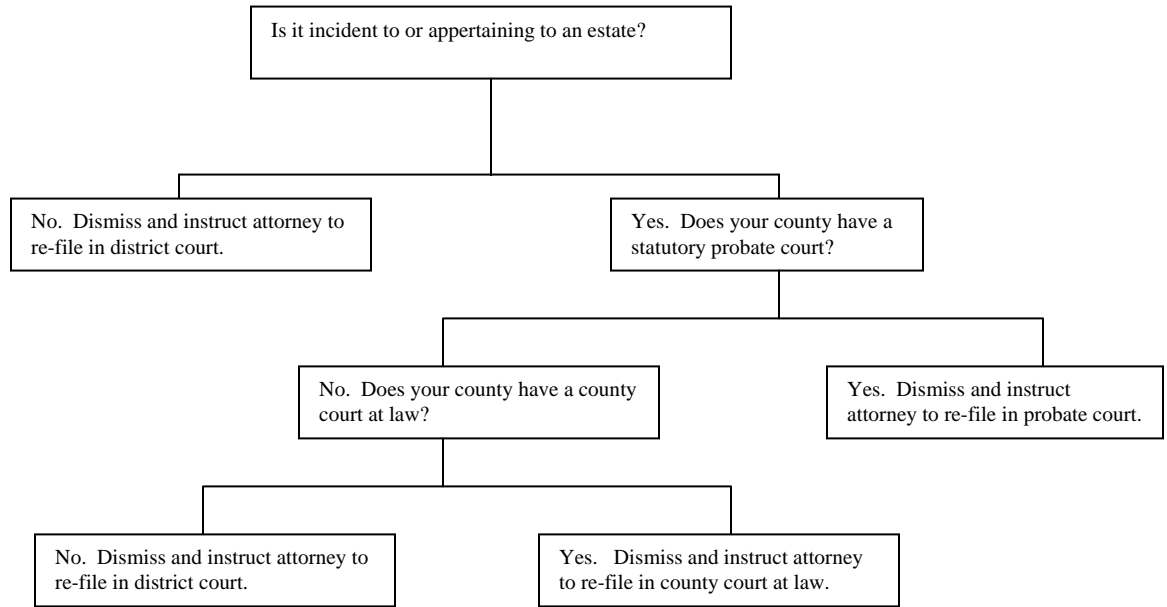 Is it incident to or appertaining to an estate?
No.  Dismiss and instruct attorney to
re-file in district court.
Yes.  Does your county have a
statutory probate court?
No.  Does your county have a county
court at law?
Yes.  Dismiss and instruct
attorney to re-file in probate court.
No.  Dismiss and instruct attorney to
re-file in district court.
Yes.   Dismiss and instruct attorney
to re-file in county court at law.